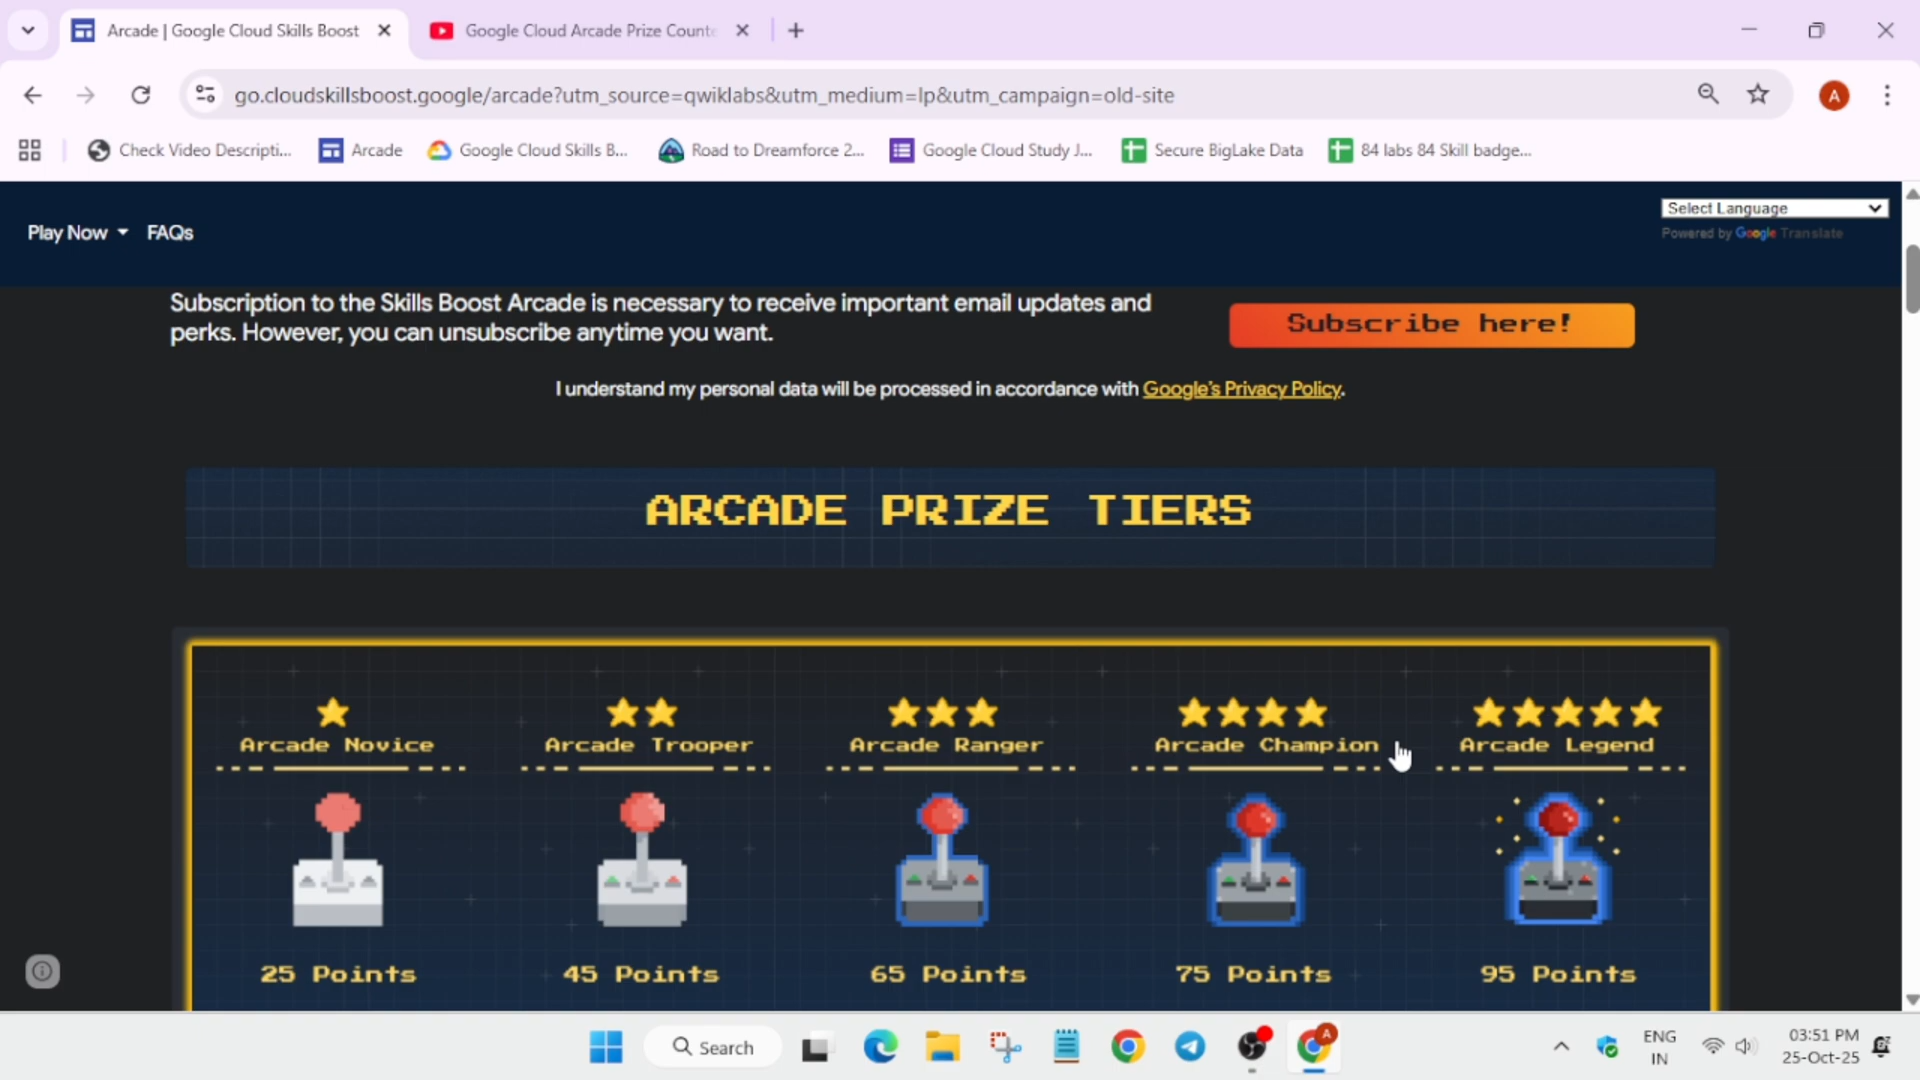 Arcade | Google Cloud Skills Boost
Google Cloud Arcade Prize Count
go.cloudskillsboost.google/arcade?utm_source=qwiklabs&utm_medium=lp&utm_campaign=old-site
A
Check Video Descripti...
Arcade
Google Cloud Skills B...
Road to Dreamforce 2...
Google Cloud Study J...
Secure BigLake Data
84 labs 84 Skill badge...
Play Now
FAQs
Select Language
Powered by Google Translate
Subscription to the Skills Boost Arcade is necessary to receive important email updates and
perks. However, you can unsubscribe anytime you want.
Subscribe here!
I understand my personal data will be processed in accordance with Google's Privacy Policy.
ARCADE PRIZE TIERS
Arcade Novice
Arcade Trooper
Arcade Ranger
Arcade Champion
Arcade Legend
25 Points
45 Points
65 Points
75 Points
95 Points
Search
A
ENG
IN
03:51 PM
25-Oct-25